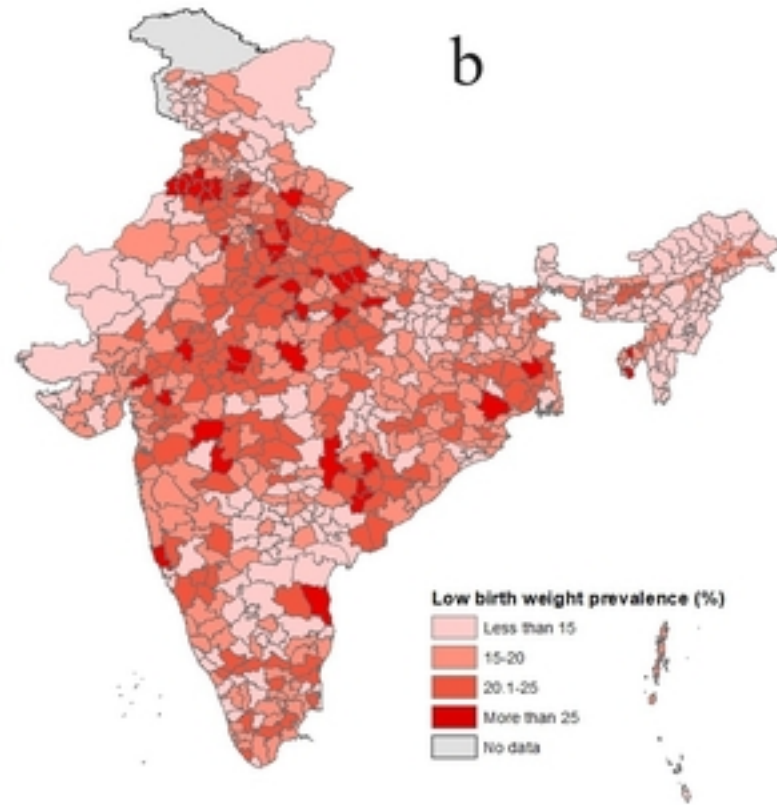 b
Low birth weight prevalence (%)
Less than 15
15-20
20.1-25
More than 25
No data